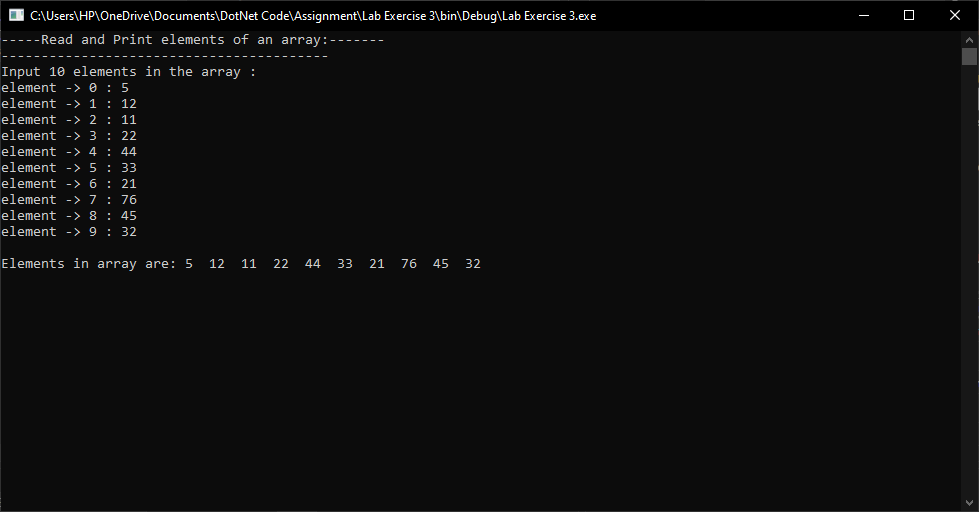 C:\Users\HP\OneDrive\Documents\DotNet Code\Assignment\Lab Exercise 3\bin\Debug\Lab Exercise 3.exe
-----Read and Print elements of an array:-------
-----------------------------------------
Input 10 elements in the array :
element -> 0 : 5
element -> 1 : 12
element -> 2 : 11
element -> 3 : 22
element -> 4 : 44
element -> 5 : 33
element -> 6 : 21
element -> 7 : 76
element -> 8 : 45
element -> 9 : 32
Elements in array are: 5  12  11  22  44  33  21  76  45  32